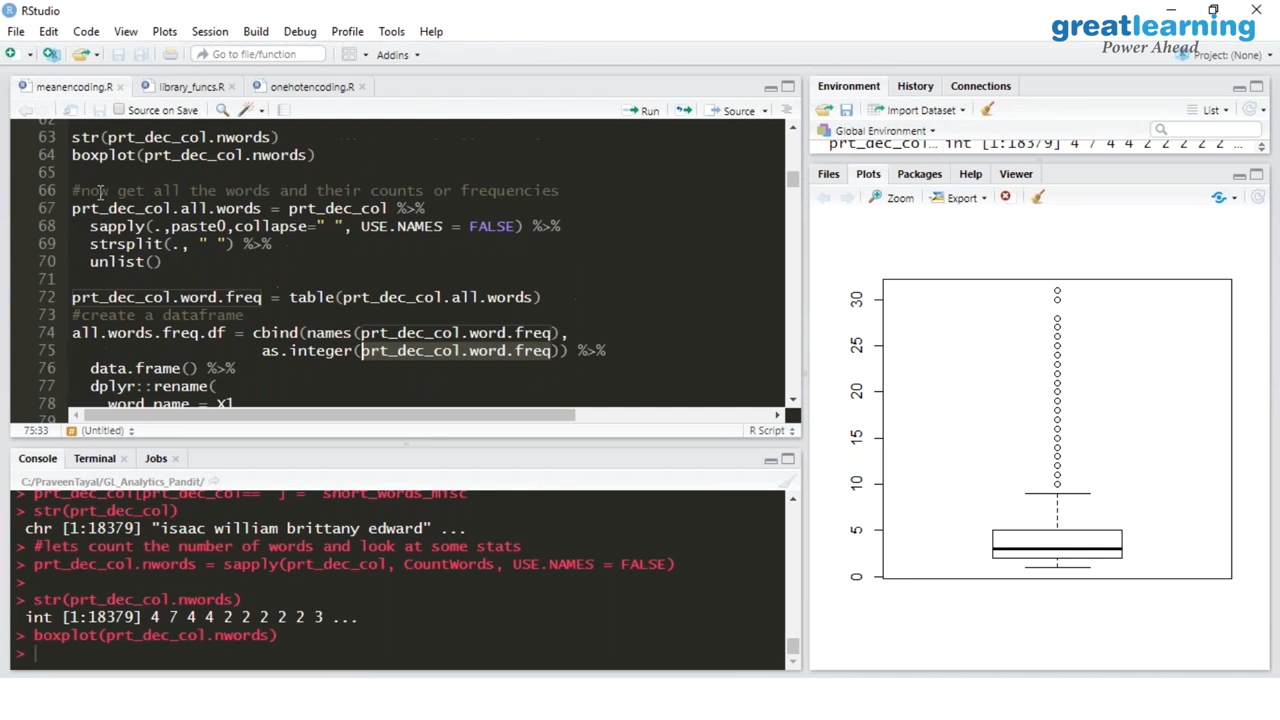 RStudio
greatlearning
Power Ahead
File Edit Code View Plots Session Build Debug Profile Tools Help
Go to file/function Addins Project: (None)
meanencoding.R library_funcs.R onehotencoding.R
Source on Save Run Source
63 str(prt_dec_col.nwords)
64 boxplot(prt_dec_col.nwords)
65
66 #now get all the words and their counts or frequencies
67 prt_dec_col.all.words = prt_dec_col %>%
68 sapply(.,paste0,collapse=" ", USE.NAMES = FALSE) %>%
69 strsplit(., " ") %>%
70 unlist()
71
72 prt_dec_col.word.freq = table(prt_dec_col.all.words)
73 #create a dataframe
74 all.words.freq.df = cbind(names(prt_dec_col.word.freq),
75 as.integer(prt_dec_col.word.freq)) %>%
76 data.frame() %>%
77 dplyr::rename(
78 word_name = X1
79
75:33 (Untitled) R Script
Console Terminal Jobs
C:/PraveenTayal/GL_Analytics_Pandit/
> prt_dec_col[prt_dec_col== ] = short_words_misc
> str(prt_dec_col)
chr [1:18379] "isaac william brittany edward" ...
> #lets count the number of words and look at some stats
> prt_dec_col.nwords = sapply(prt_dec_col, CountWords, USE.NAMES = FALSE)
>
> str(prt_dec_col.nwords)
int [1:18379] 4 7 4 4 2 2 2 2 2 3 ...
> boxplot(prt_dec_col.nwords)
>
Environment History Connections
Import Dataset List
Global Environment
prt_dec_col… int [1:18379] 4 7 4 4 2 2 2 2 2 …
Files Plots Packages Help Viewer
Zoom Export
30
25
20
15
10
5
0